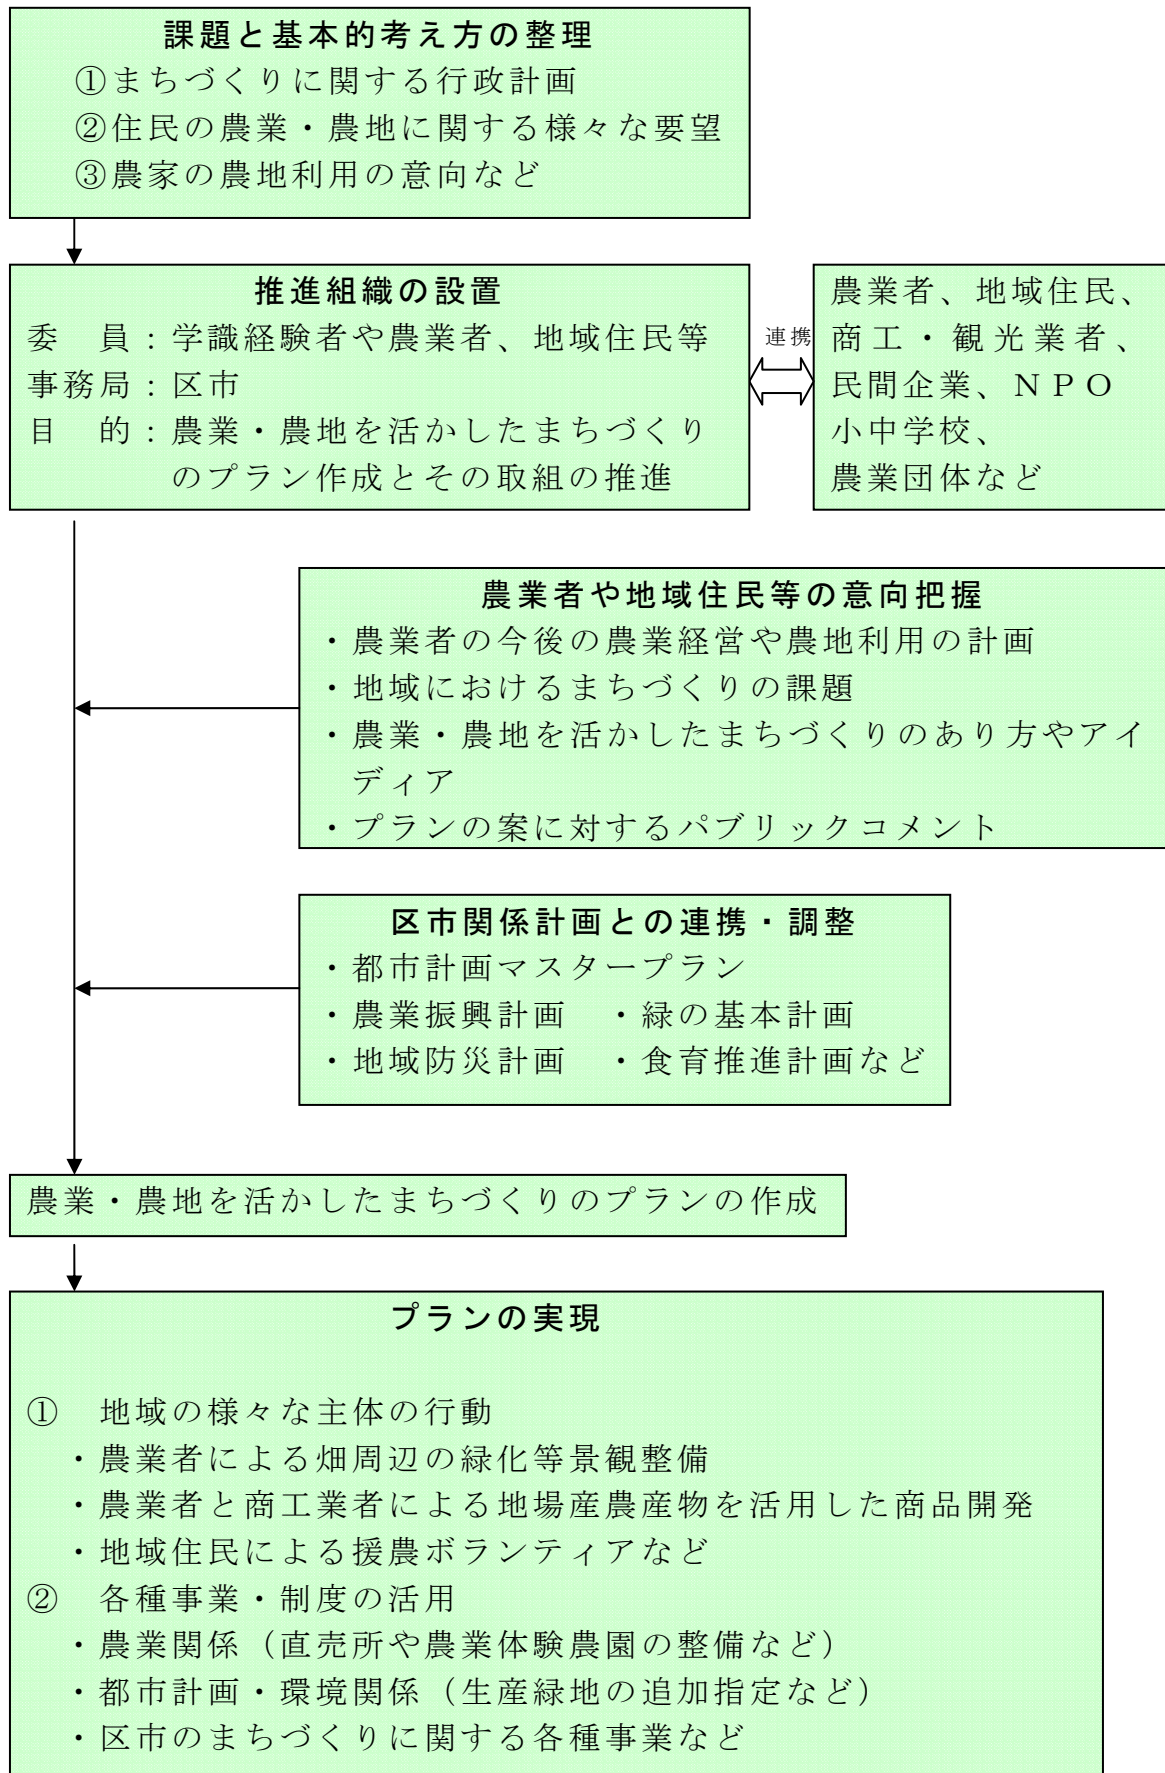 課題と基本的考え方の整理
①まちづくりに関する行政計画
②住民の農業・農地に関する様々な要望
③農家の農地利用の意向など
推進組織の設置
委　員：学識経験者や農業者、地域住民等
事務局：区市
目　的：農業・農地を活かしたまちづくり
のプラン作成とその取組の推進
連携
農業者、地域住民、
商工・観光業者、
民間企業、ＮＰＯ
小中学校、
農業団体など
農業者や地域住民等の意向把握
・農業者の今後の農業経営や農地利用の計画
・地域におけるまちづくりの課題
・農業・農地を活かしたまちづくりのあり方やアイ
ディア
・プランの案に対するパブリックコメント
区市関係計画との連携・調整
・都市計画マスタープラン
・農業振興計画　・緑の基本計画
・地域防災計画　・食育推進計画など
農業・農地を活かしたまちづくりのプランの作成
プランの実現
①　地域の様々な主体の行動
・農業者による畑周辺の緑化等景観整備
・農業者と商工業者による地場産農産物を活用した商品開発
・地域住民による援農ボランティアなど
②　各種事業・制度の活用
・農業関係（直売所や農業体験農園の整備など）
・都市計画・環境関係（生産緑地の追加指定など）
・区市のまちづくりに関する各種事業など